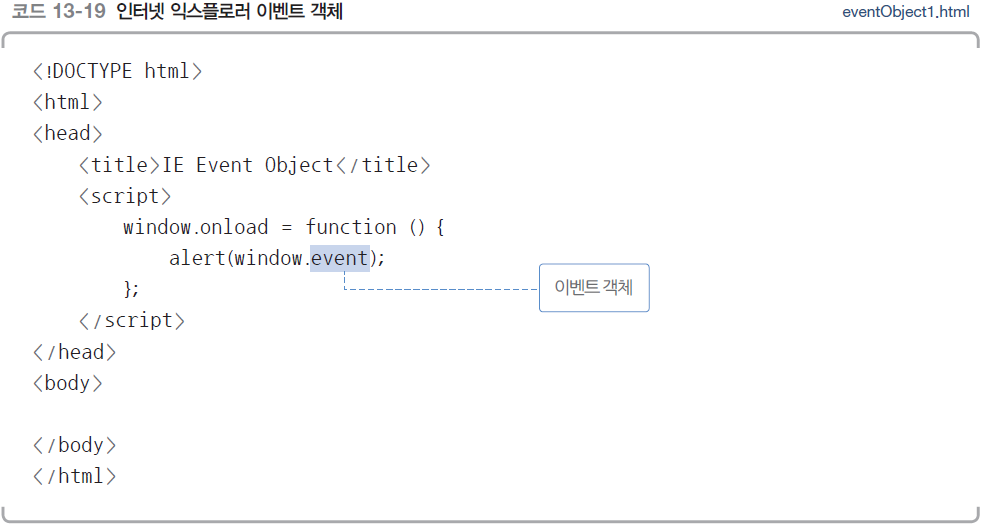 코드 13-19 인터넷 익스플로러 이벤트 객체 eventObject1.html
<!DOCTYPE html>
<html>
<head>
    <title>IE Event Object</title>
    <script>
        window.onload = function () {
            alert(window.event);
        };
    </script>
</head>
<body>

</body>
</html>
이벤트 객체